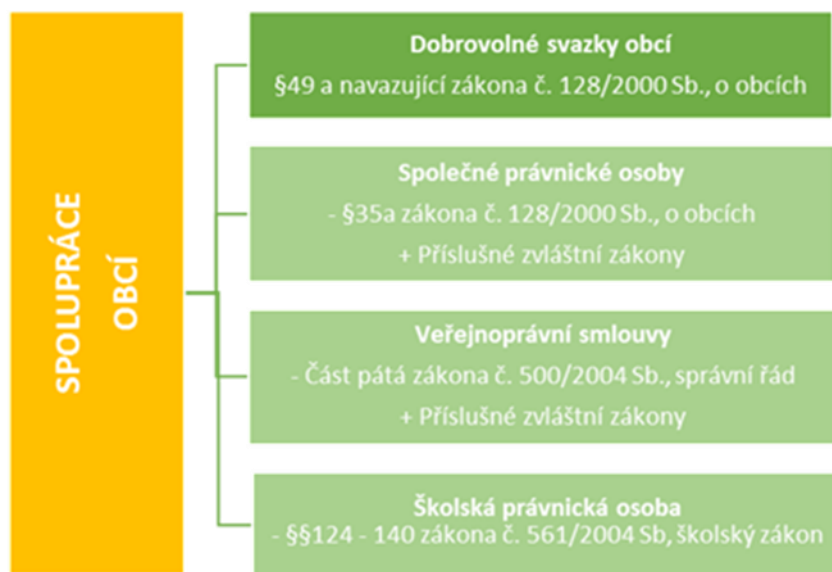 SPOLUPRÁCE
OBCÍ
Dobrovolné svazky obcí
§49 a navazující zákona č. 128/2000 Sb., o obcích
Společné právnické osoby
- §35a zákona č. 128/2000 Sb., o obcích
+ Příslušné zvláštní zákony
Veřejnoprávní smlouvy
- Část pátá zákona č. 500/2004 Sb., správní řád
+ Příslušné zvláštní zákony
Školská právnická osoba
- §§124 - 140 zákona č. 561/2004 Sb, školský zákon